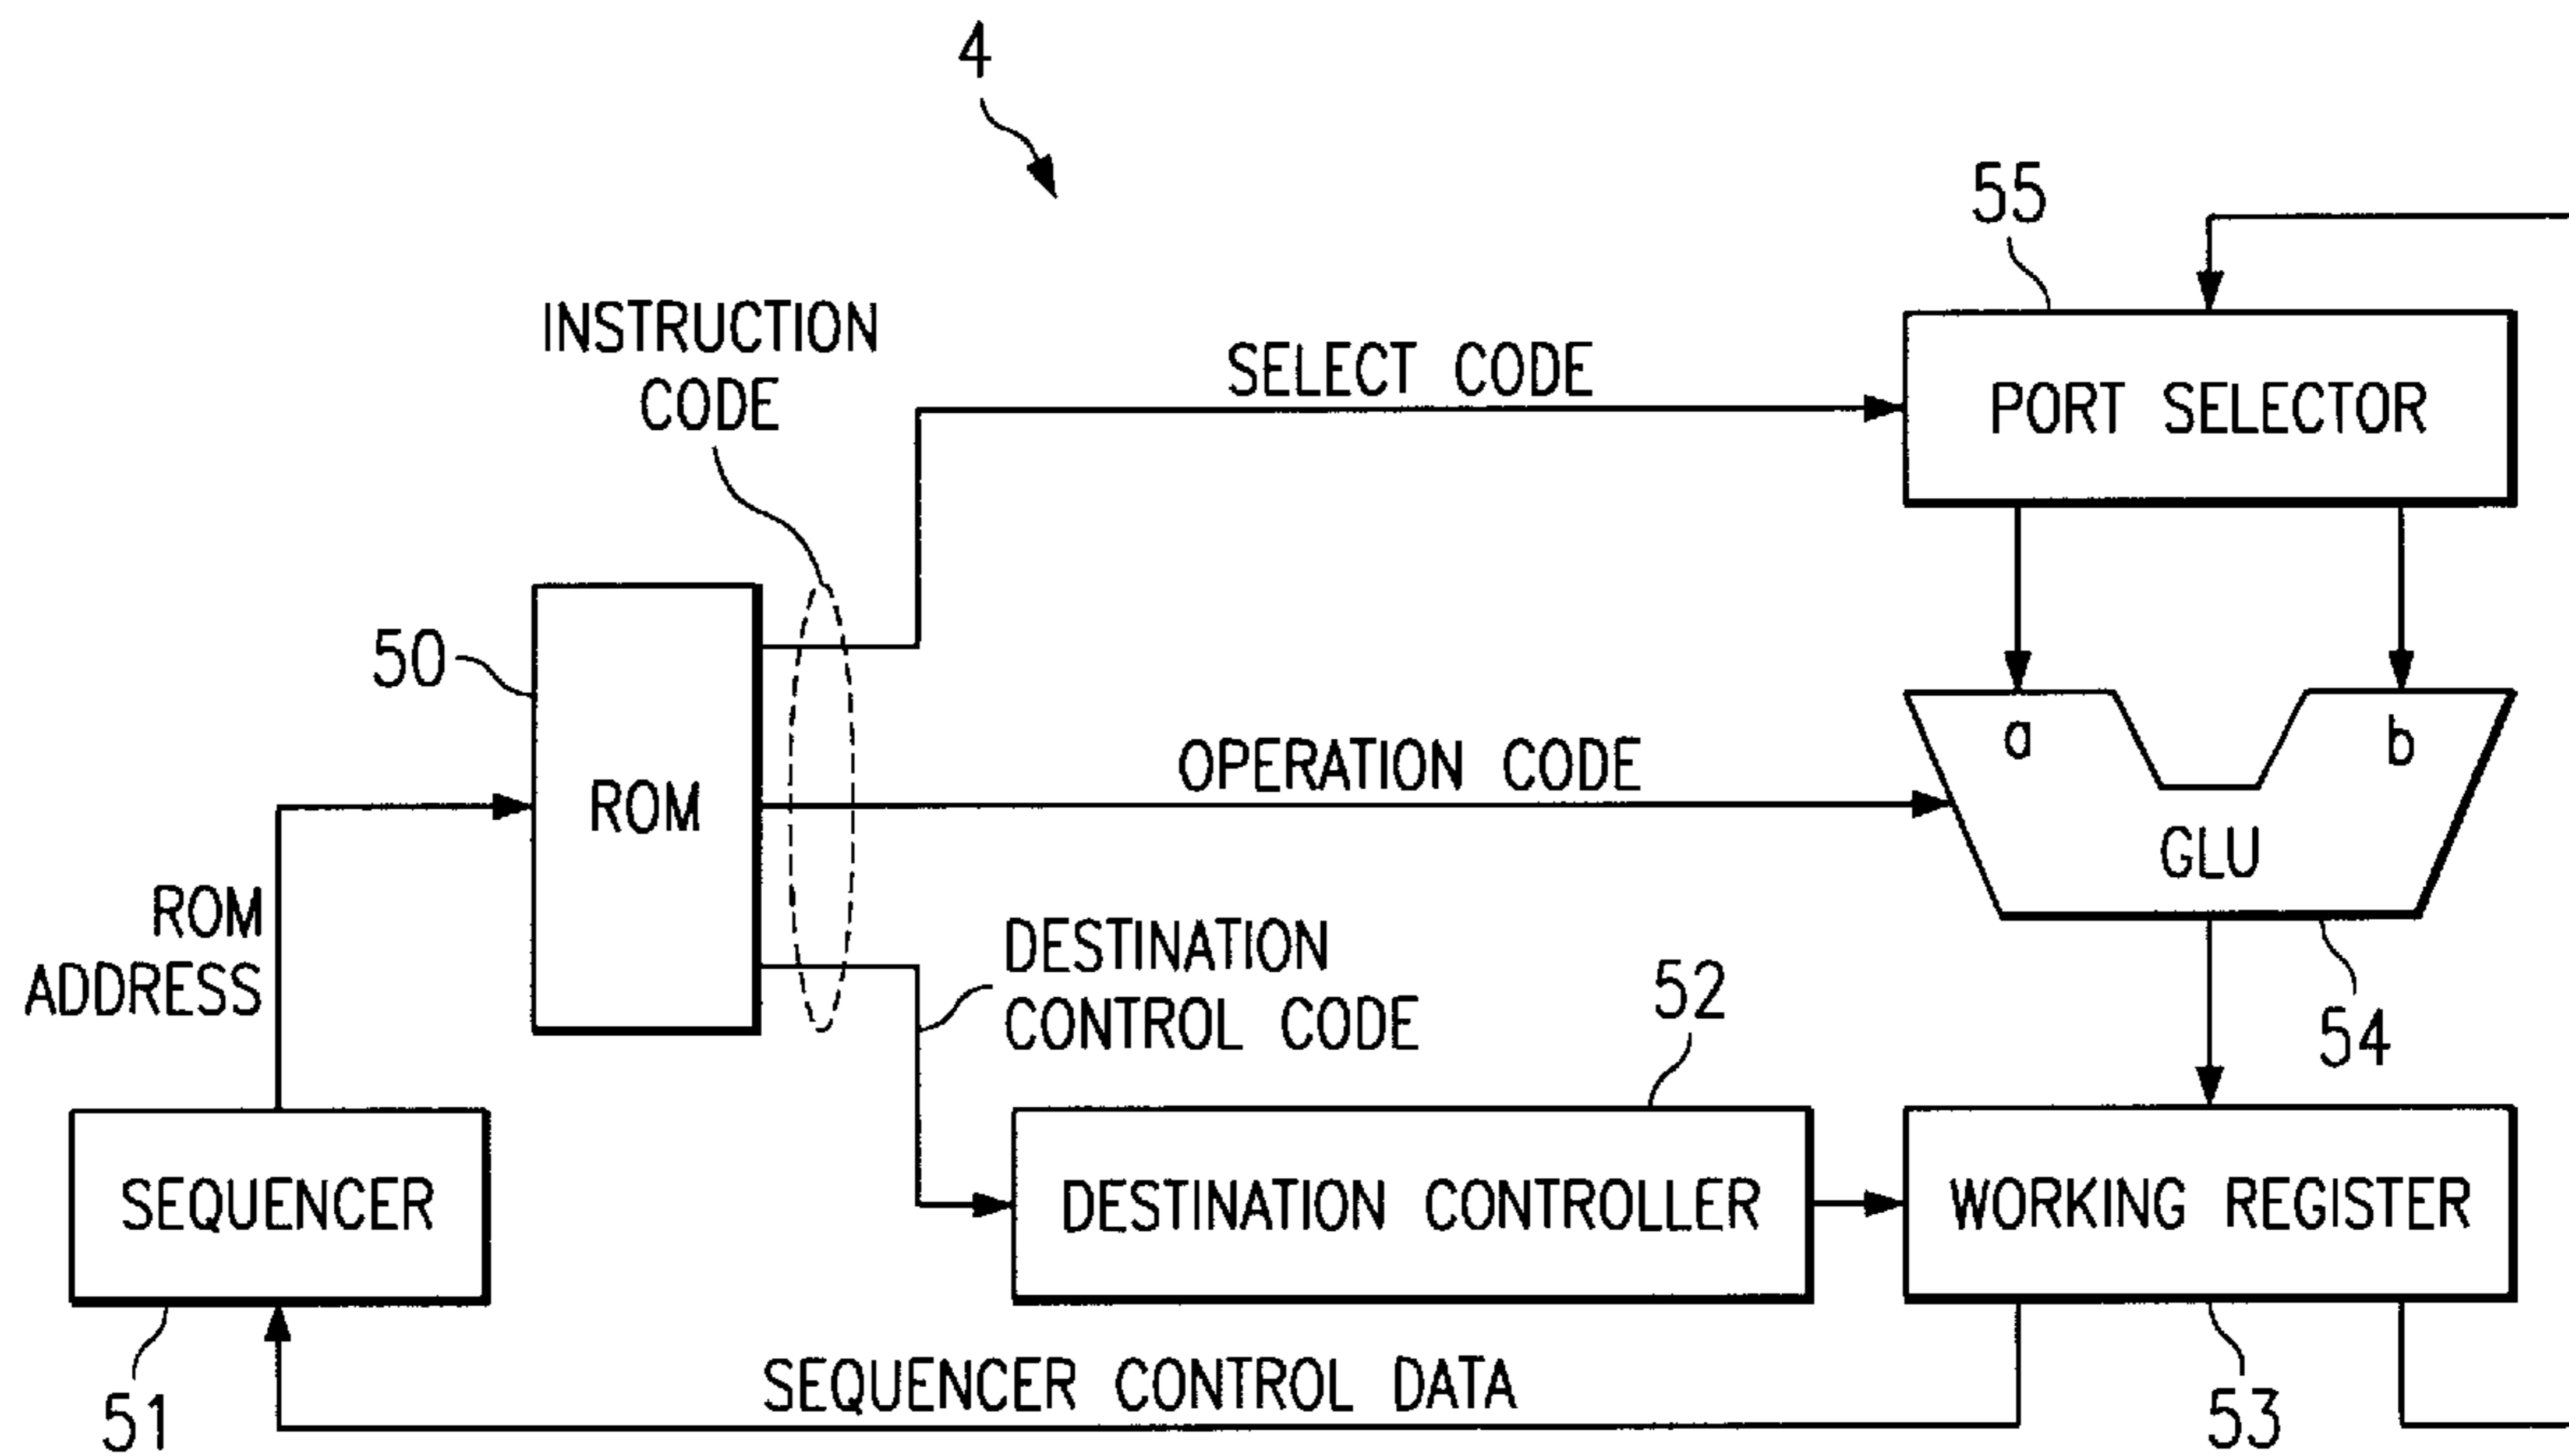 4
55
INSTRUCTION
CODE
SELECT CODE
PORT SELECTOR
50
ROM
OPERATION CODE
a
b
GLU
ROM
ADDRESS
DESTINATION
CONTROL CODE
52
54
SEQUENCER
DESTINATION CONTROLLER
WORKING REGISTER
SEQUENCER CONTROL DATA
51
53